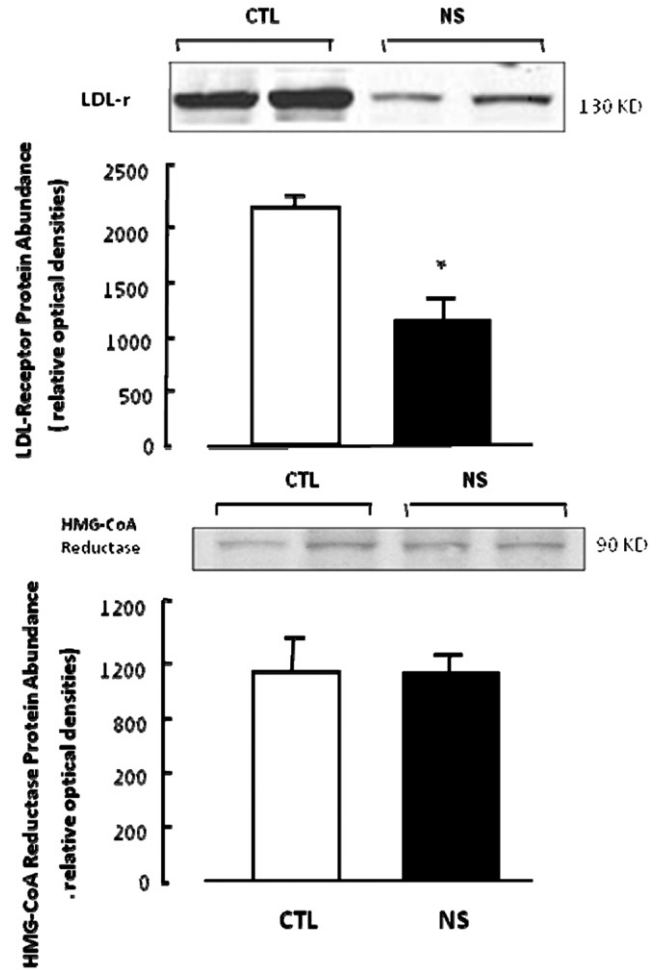 CTL NS
LDL-r
130 KD
LDL-Receptor Protein Abundance
( relative optical densities)
2500
2000
1500
1000
500
0
*
CTL NS
HMG-CoA
Reductase
90 KD
HMG-CoA Reductase Protein Abundance
. relative optical densities)
1200
1200
800
200
200
0
CTL NS